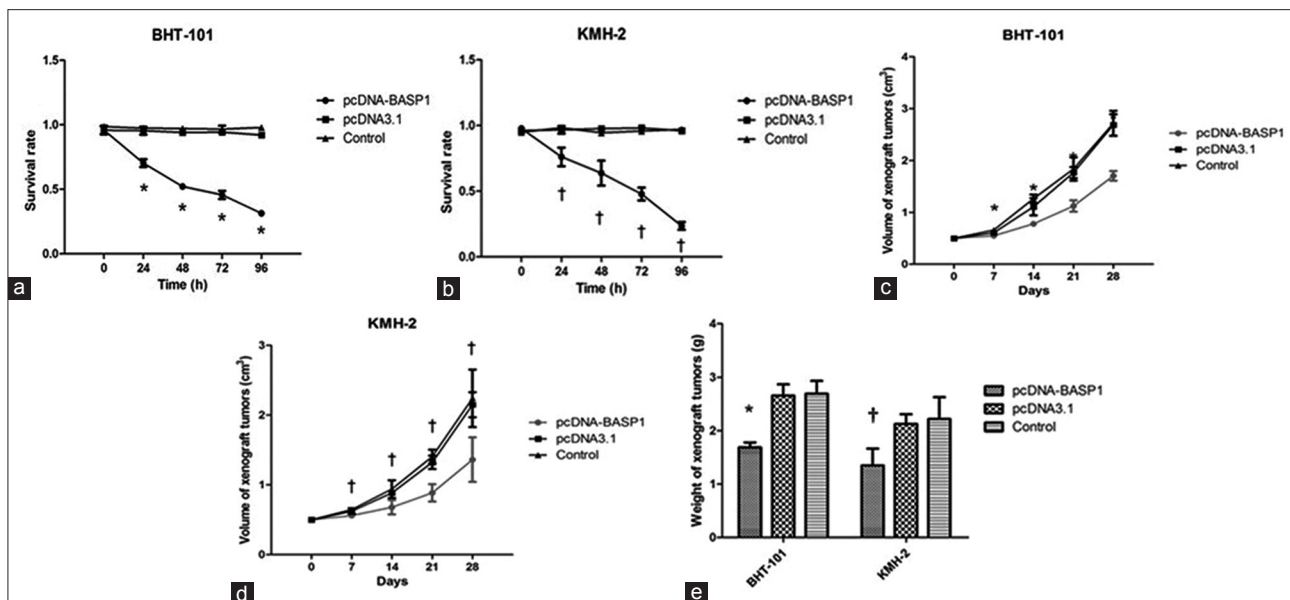 BHT-101
Survival rate
1.5
1.0
0.5
0.0
*
*
*
*
0 24 48 72 96
Time (h)
pcDNA-BASP1
pcDNA3.1
Control
a
KMH-2
Survival rate
1.5
1.0
0.5
0.0
†
†
†
†
0 24 48 72 96
Time (h)
pcDNA-BASP1
pcDNA3.1
Control
b
BHT-101
Volume of xenograft tumors (cm³)
4
3
2
1
0
*
*
*
*
0 7 14 21 28
Days
pcDNA-BASP1
pcDNA3.1
Control
c
KMH-2
Volume of xenograft tumors (cm³)
3
2
1
0
†
†
†
†
0 7 14 21 28
Days
pcDNA-BASP1
pcDNA3.1
Control
d
Weight of xenograft tumors (g)
4
3
2
1
0
*
†
BHT-101
KMH-2
pcDNA-BASP1
pcDNA3.1
Control
e